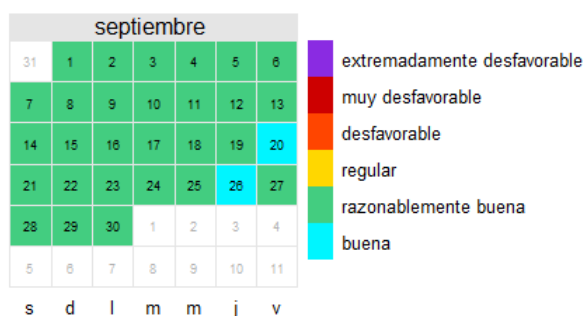 septiembre
31 1 2 3 4 5 6
7 8 9 10 11 12 13
14 15 16 17 18 19 20
21 22 23 24 25 26 27
28 29 30 1 2 3 4
5 6 7 8 9 10 11
s d l m m j v
extremadamente desfavorable
muy desfavorable
desfavorable
regular
razonablemente buena
buena